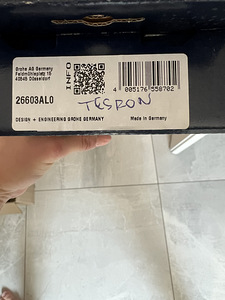 Grohe AG Germany
Feldmühleplatz 15
40545 Düsseldorf
INFO
4 005176 558702
26603AL0
TESRON
DESIGN + ENGINEERING GROHE GERMANY
Made in Germany